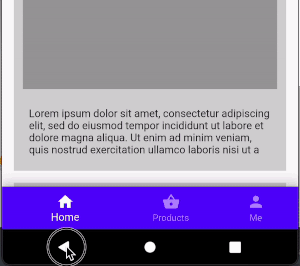 Lorem ipsum dolor sit amet, consectetur adipiscing
elit, sed do eiusmod tempor incididunt ut labore et
dolore magna aliqua. Ut enim ad minim veniam,
quis nostrud exercitation ullamco laboris nisi ut a
Home
Products
Me